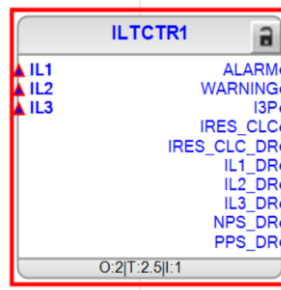 ILTCTR1
IL1
IL2
IL3
ALARM
WARNING
I3P
IRES_CLC
IRES_CLC_DR
IL1_DR
IL2_DR
IL3_DR
NPS_DR
PPS_DR
O:2|T:2.5|I:1